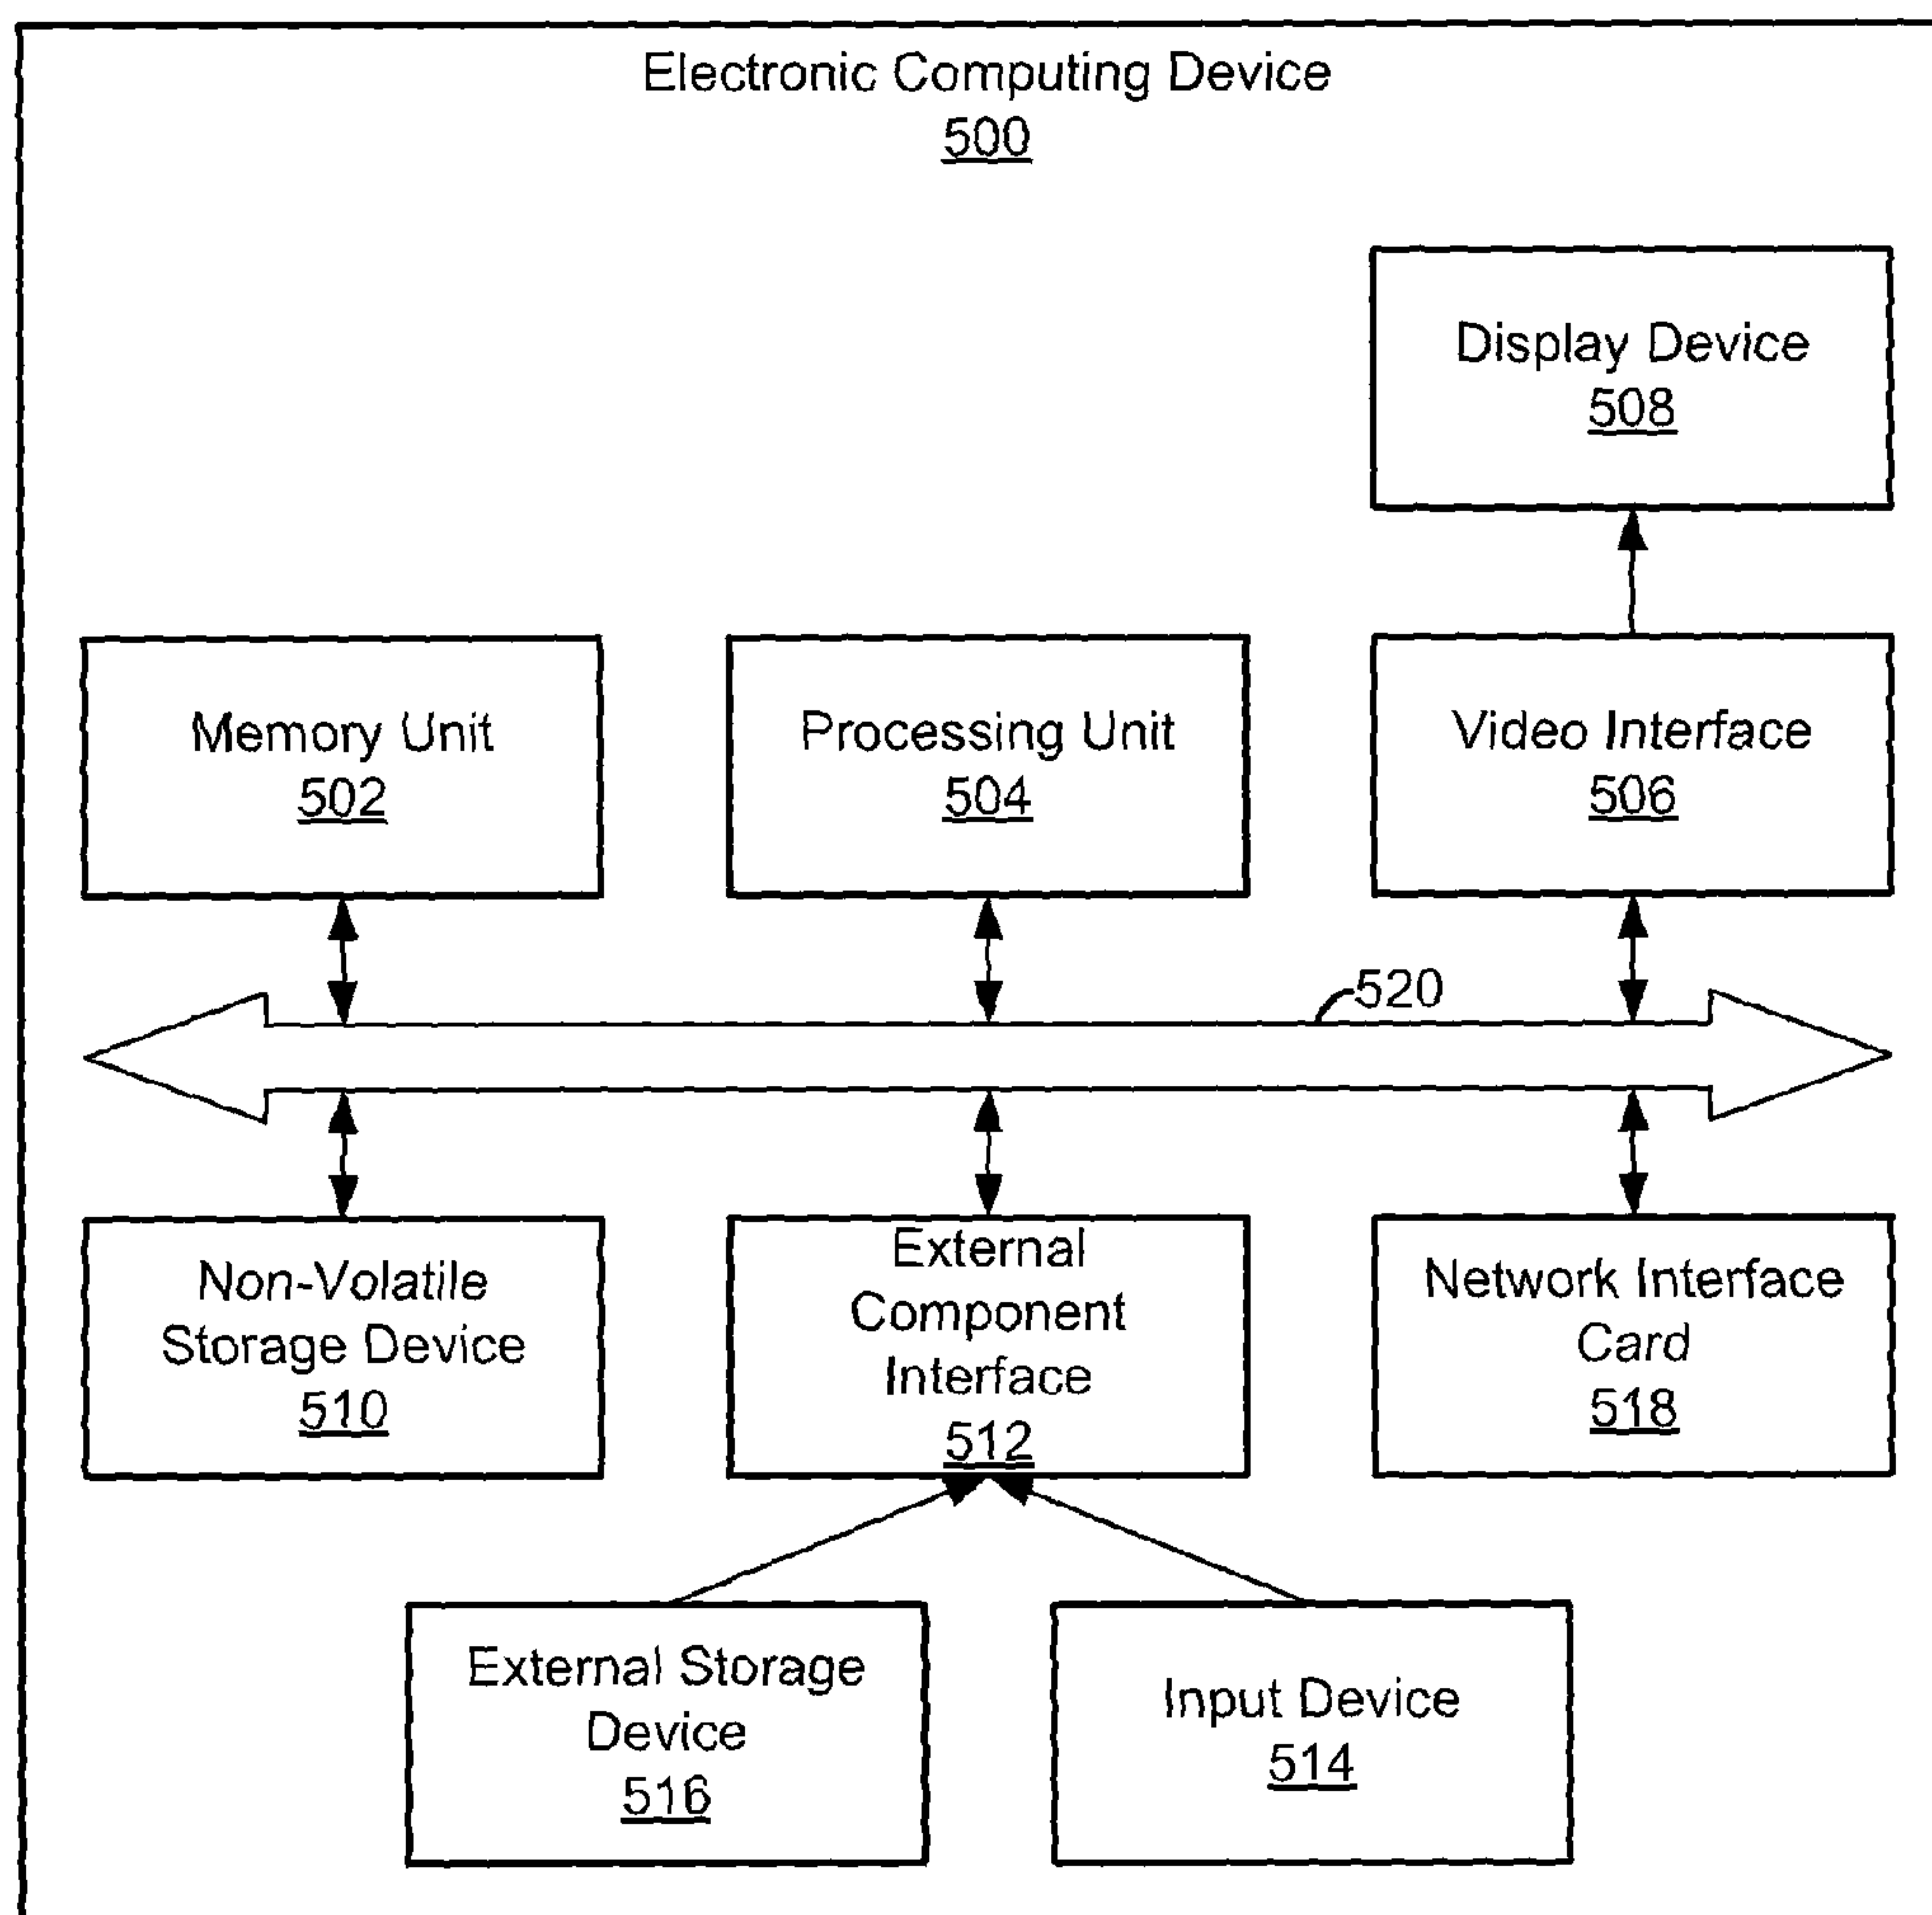 Electronic Computing Device
500
Display Device
508
Memory Unit
502
Processing Unit
504
Video Interface
506
520
Non-Volatile
Storage Device
510
External
Component
Interface
512
Network Interface
Card
518
External Storage
Device
516
Input Device
514